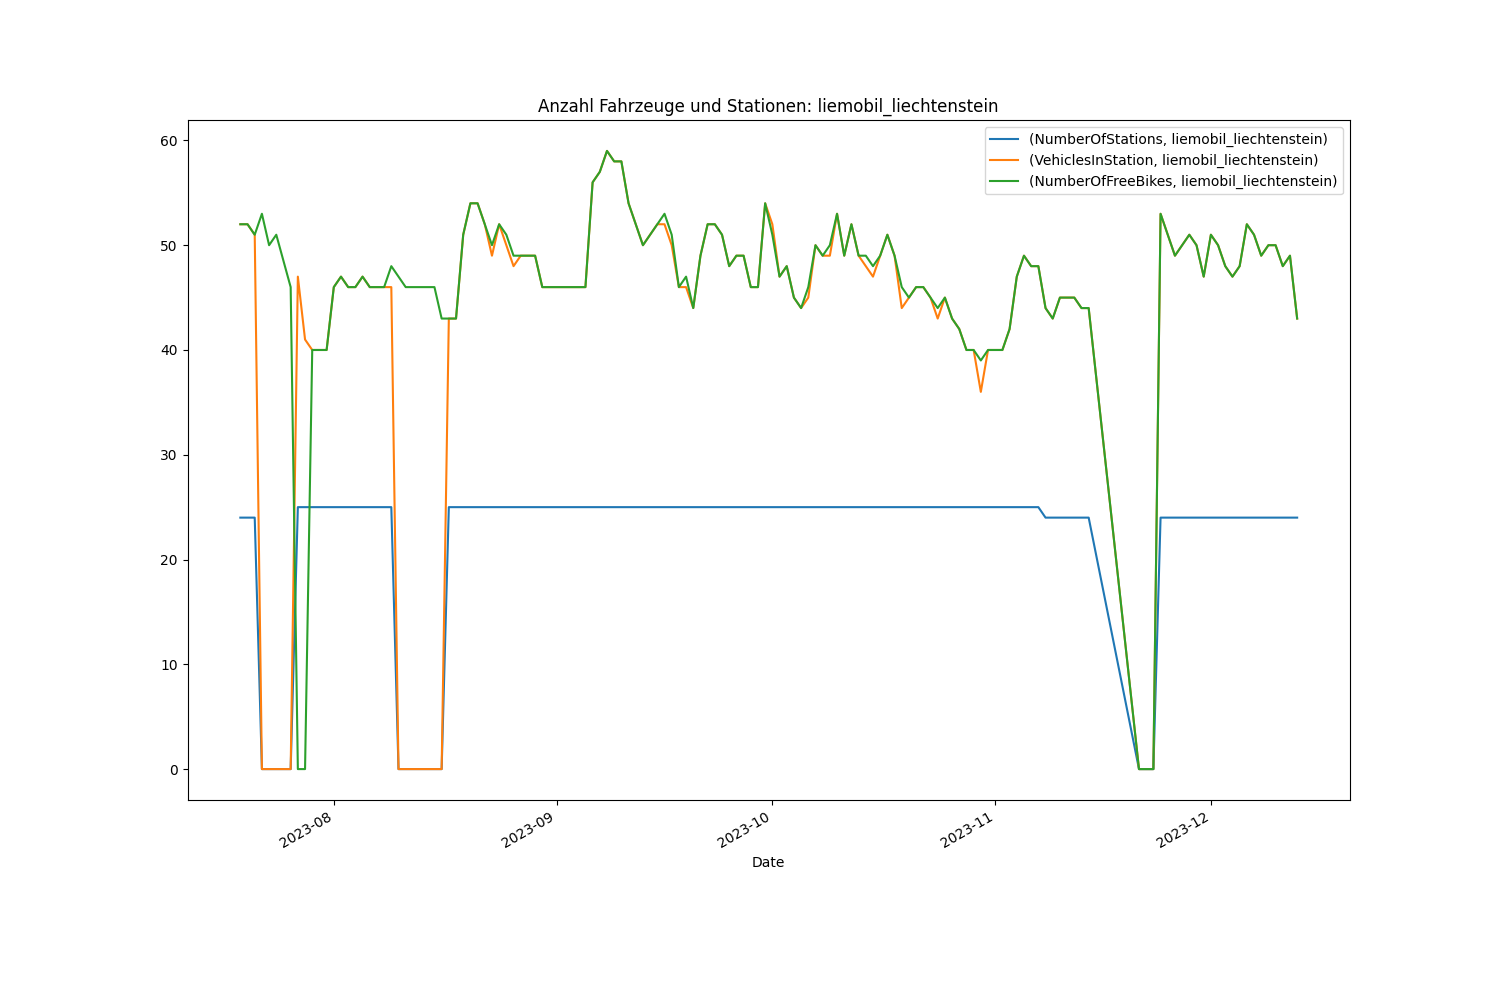 Anzahl Fahrzeuge und Stationen: liemobil_liechtenstein
(NumberOfStations, liemobil_liechtenstein)
(VehiclesInStation, liemobil_liechtenstein)
(NumberOfFreeBikes, liemobil_liechtenstein)
60
50
40
30
20
10
0
2023-08
2023-09
2023-10
2023-11
2023-12
Date